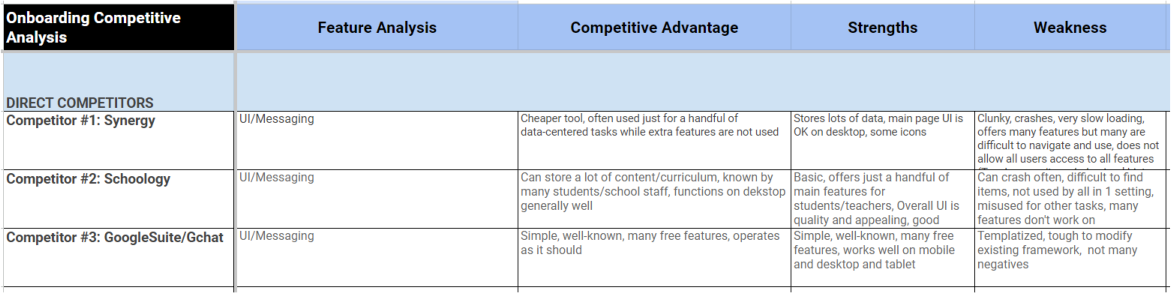 Onboarding Competitive
Analysis
Feature Analysis
Competitive Advantage
Strengths
Weakness
DIRECT COMPETITORS
Competitor #1: Synergy
UI/Messaging
Cheaper tool, often used just for a handful of
data-centered tasks while extra features are not used
Stores lots of data, main page UI is
OK on desktop, some icons
Clunky, crashes, very slow loading,
offers many features but many are
difficult to navigate and use, does not
allow all users access to all features
Competitor #2: Schoology
UI/Messaging
Can store a lot of content/curriculum, known by
many students/school staff, functions on dekstop
generally well
Basic, offers just a handful of
main features for
students/teachers, Overall UI is
quality and appealing, good
Can crash often, difficult to find
items, not used by all in 1 setting,
misused for other tasks, many
features don't work on
Competitor #3: GoogleSuite/Gchat
UI/Messaging
Simple, well-known, many free features, operates
as it should
Simple, well-known, many free
features, works well on mobile
and desktop and tablet
Templatized, tough to modify
existing framework, not many
negatives